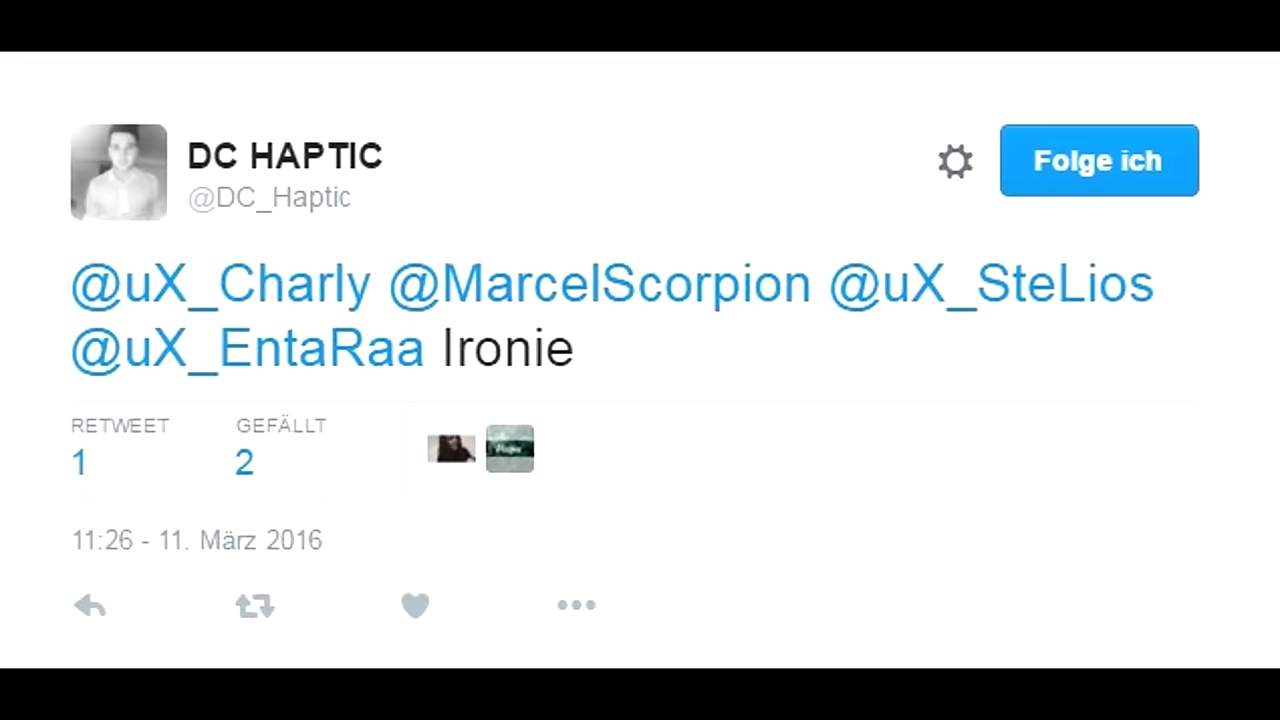 DC HAPTIC
@DC_Haptic
Folge ich
@uX_Charly @MarcelScorpion @uX_SteLios
@uX_EntaRaa Ironie
RETWEET GEFÄLLT
1 2
11:26 - 11. März 2016